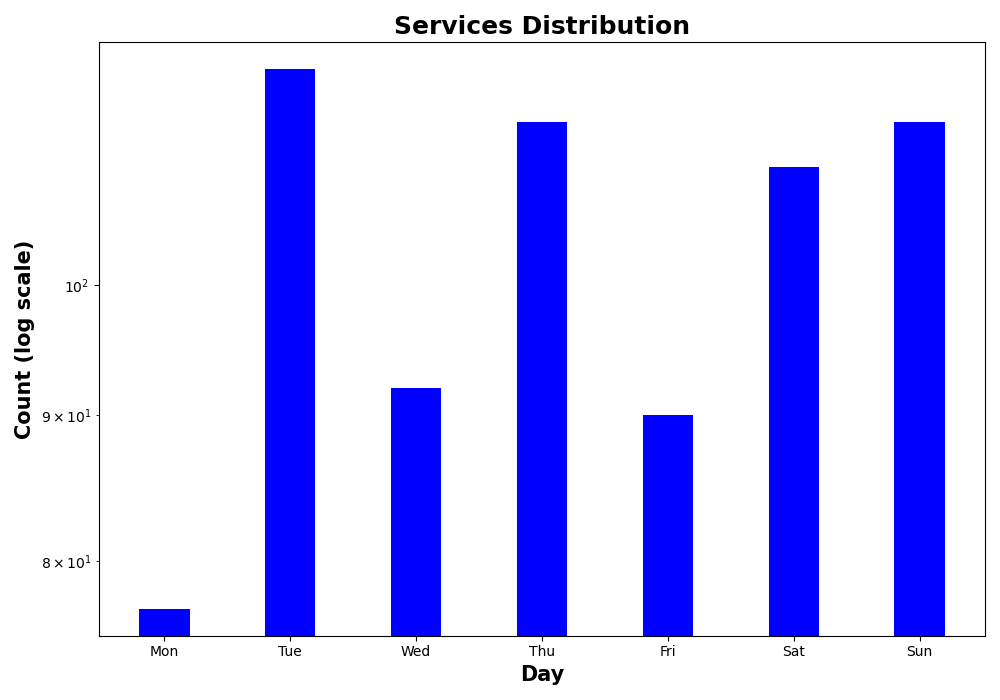 Services Distribution
Count (log scale)
10²
9 × 10¹
8 × 10¹
Mon Tue Wed Thu Fri Sat Sun
Day